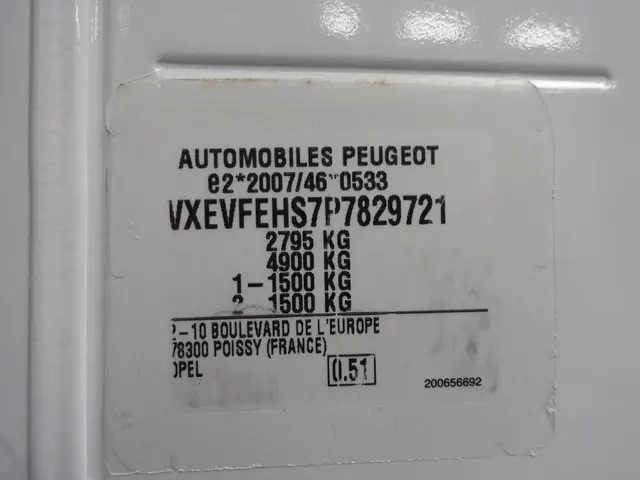 AUTOMOBILES PEUGEOT
e2*2007/46*0533
VXEVFEHS7P7829721
2795 KG
4900 KG
1-1500 KG
2-1500 KG
2-10 BOULEVARD DE L'EUROPE
78300 POISSY (FRANCE)
OPEL
0.51
200656692